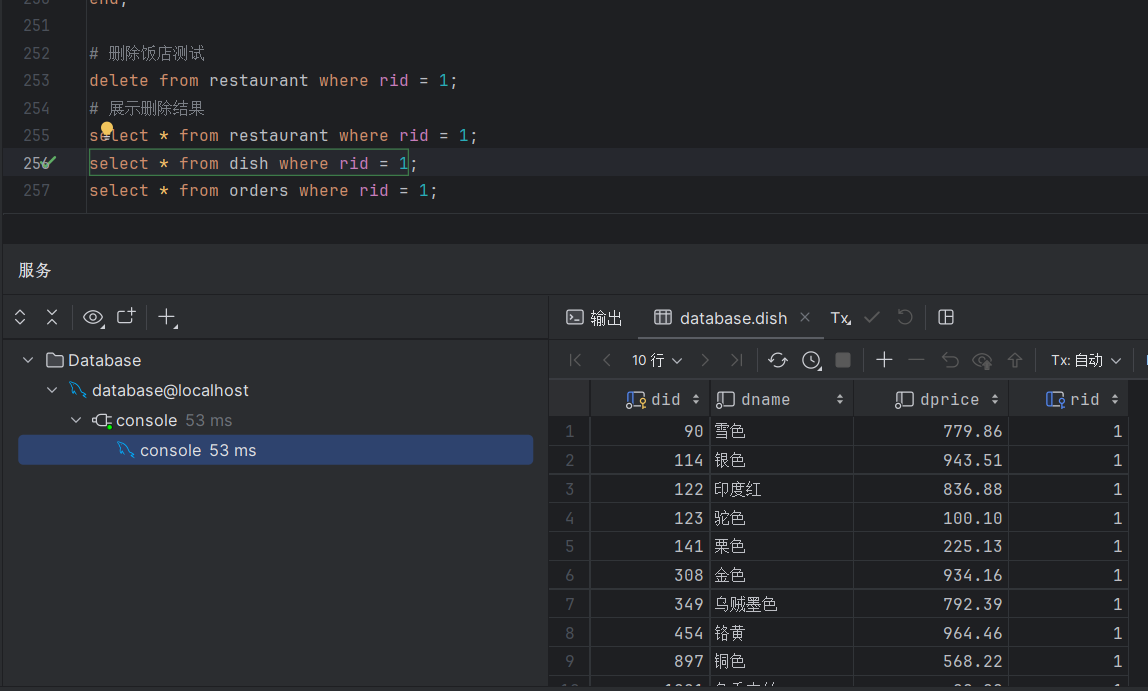 250 end;
251
252 # 删除饭店测试
253 delete from restaurant where rid = 1;
254 # 展示删除结果
255 select * from restaurant where rid = 1;
256 select * from dish where rid = 1;
257 select * from orders where rid = 1;
服务
输出 database.dish Tx
10 行 Tx: 自动
Database
database@localhost
console 53 ms
console 53 ms
did dname dprice rid
1 90 雪色 779.86 1
2 114 银色 943.51 1
3 122 印度红 836.88 1
4 123 驼色 100.10 1
5 141 栗色 225.13 1
6 308 金色 934.16 1
7 349 乌贼墨色 792.39 1
8 454 铬黄 964.46 1
9 897 铜色 568.22 1